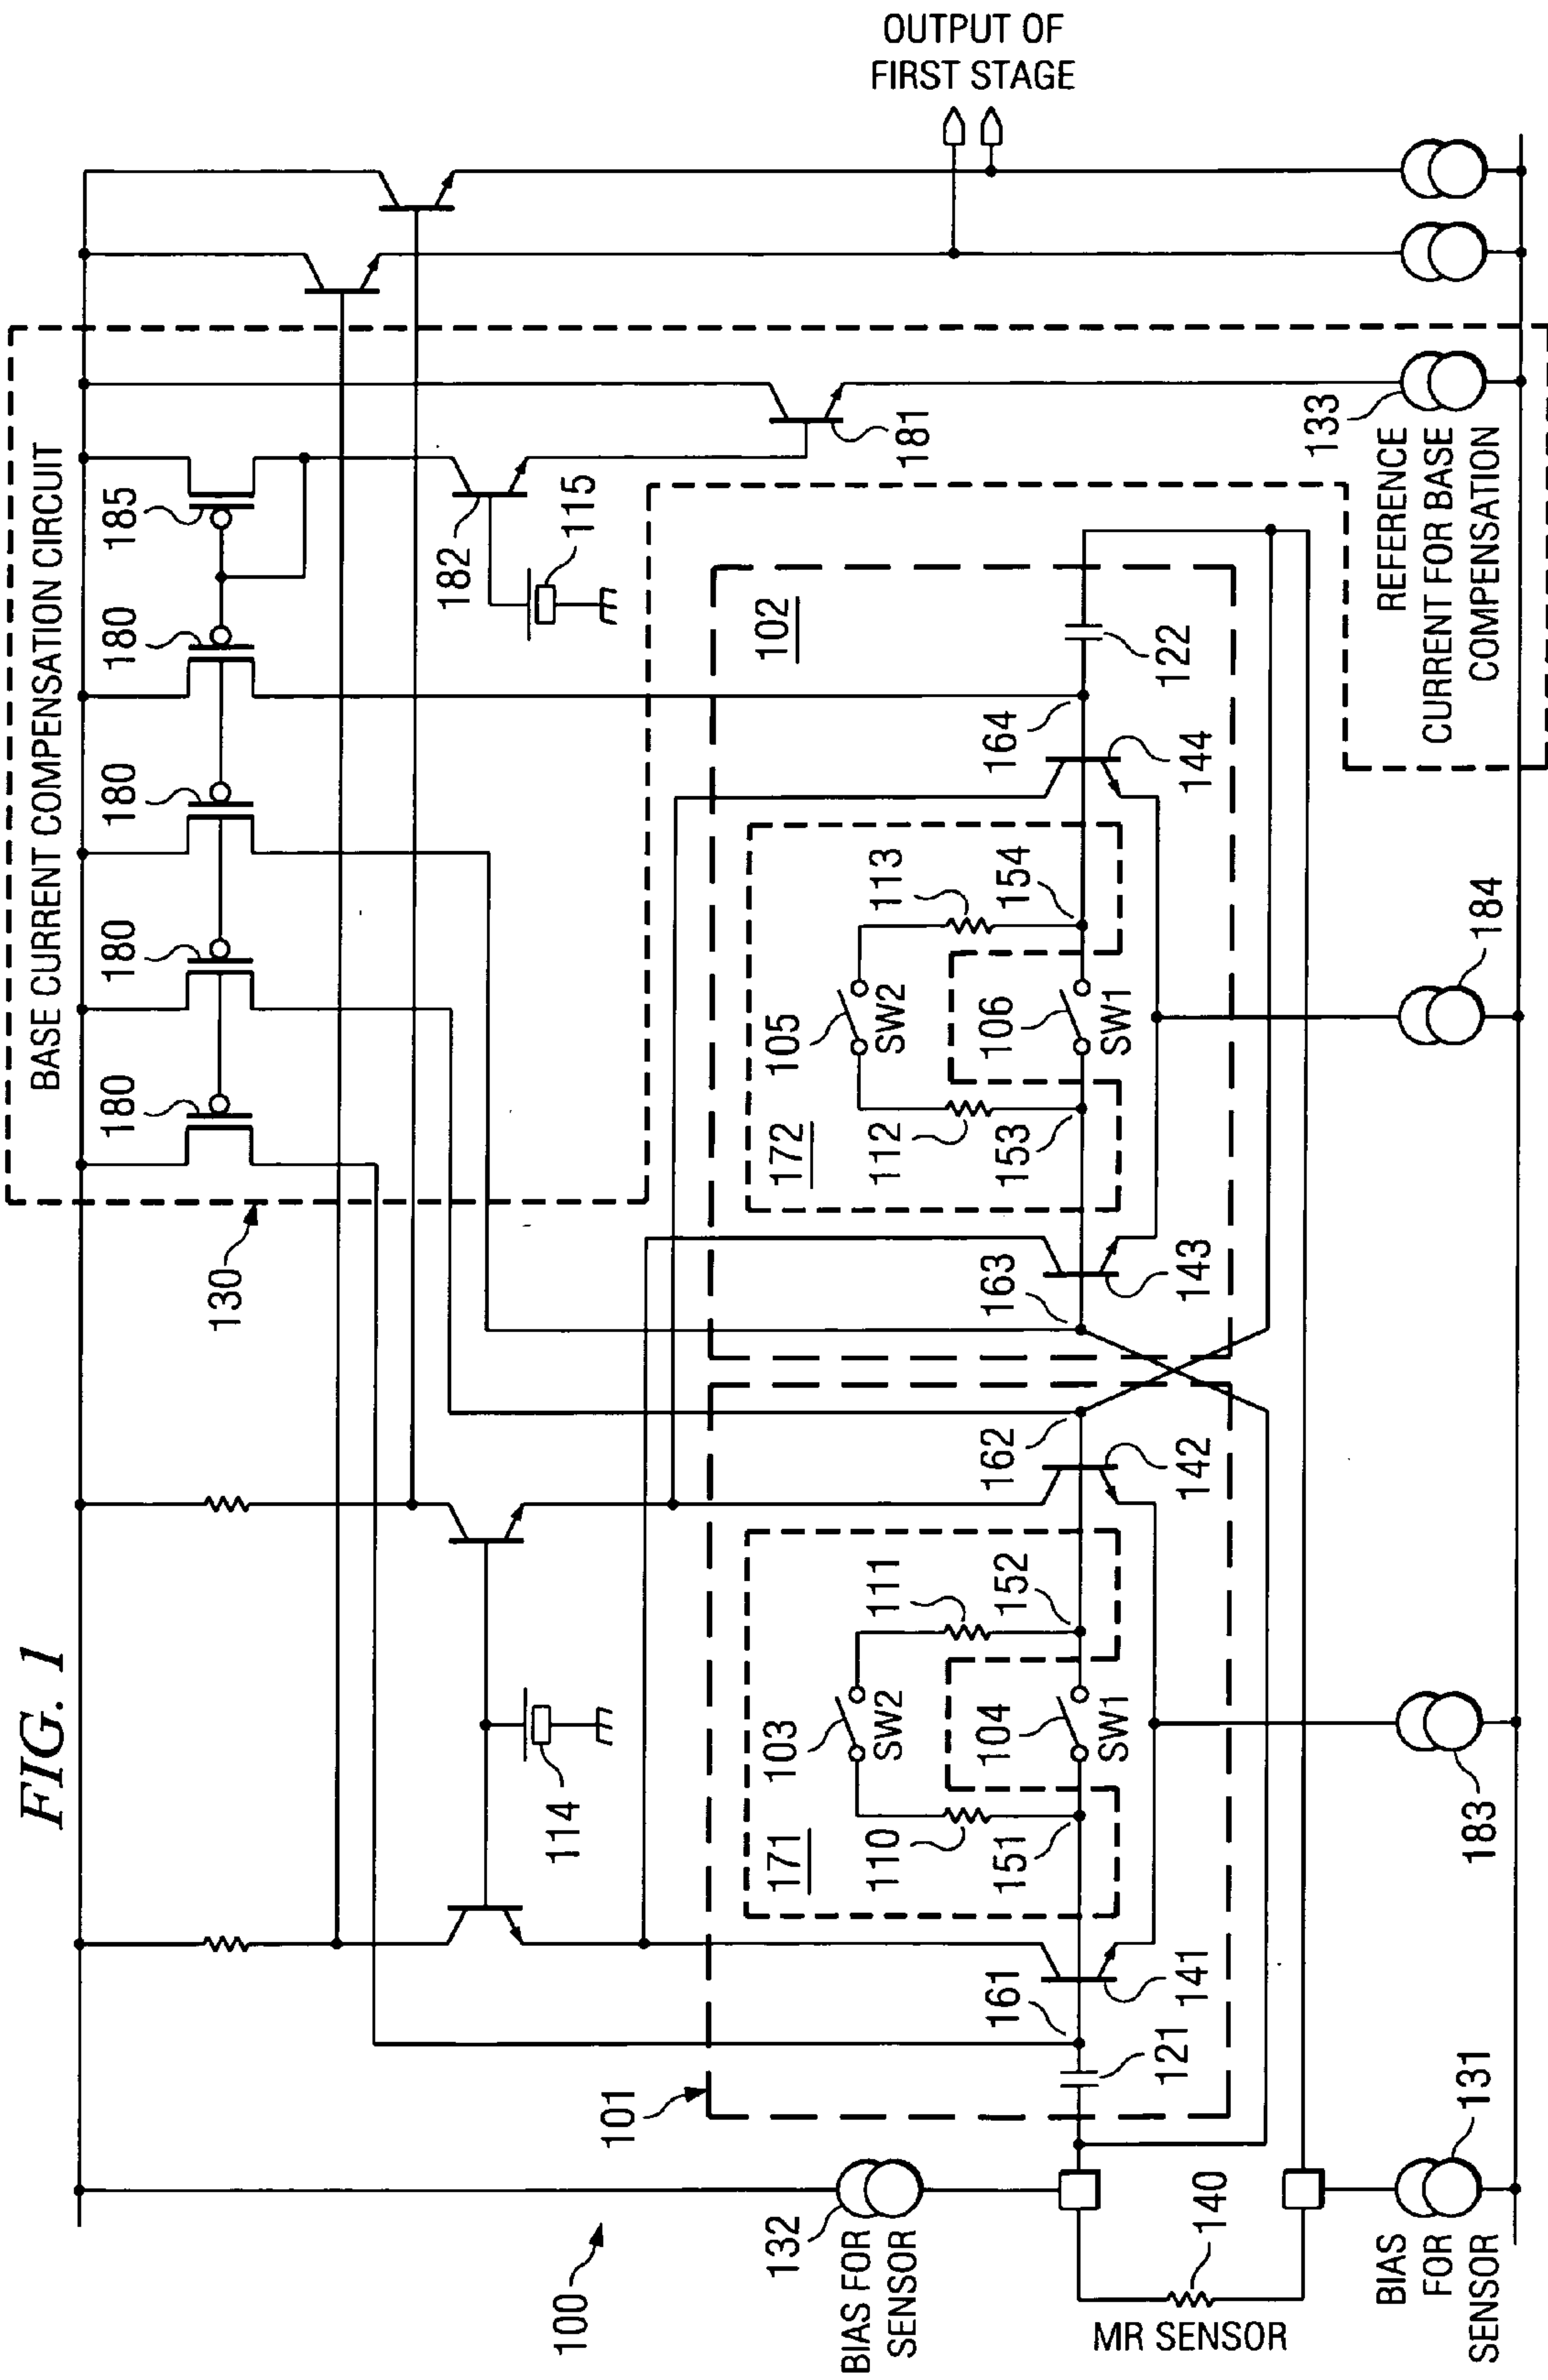 FIG. 1
BASE CURRENT COMPENSATION CIRCUIT
OUTPUT OF
FIRST STAGE
130
180
180
180
180
185
182
115
181
133
REFERENCE
CURRENT FOR BASE
COMPENSATION
114
100
101
102
132
BIAS FOR
SENSOR
171
103
SW2
110
111
104
SW1
151
152
161
141
121
162
142
172
105
SW2
112
113
106
SW1
153
154
163
143
164
144
122
140
MR SENSOR
BIAS
FOR
SENSOR
131
183
184